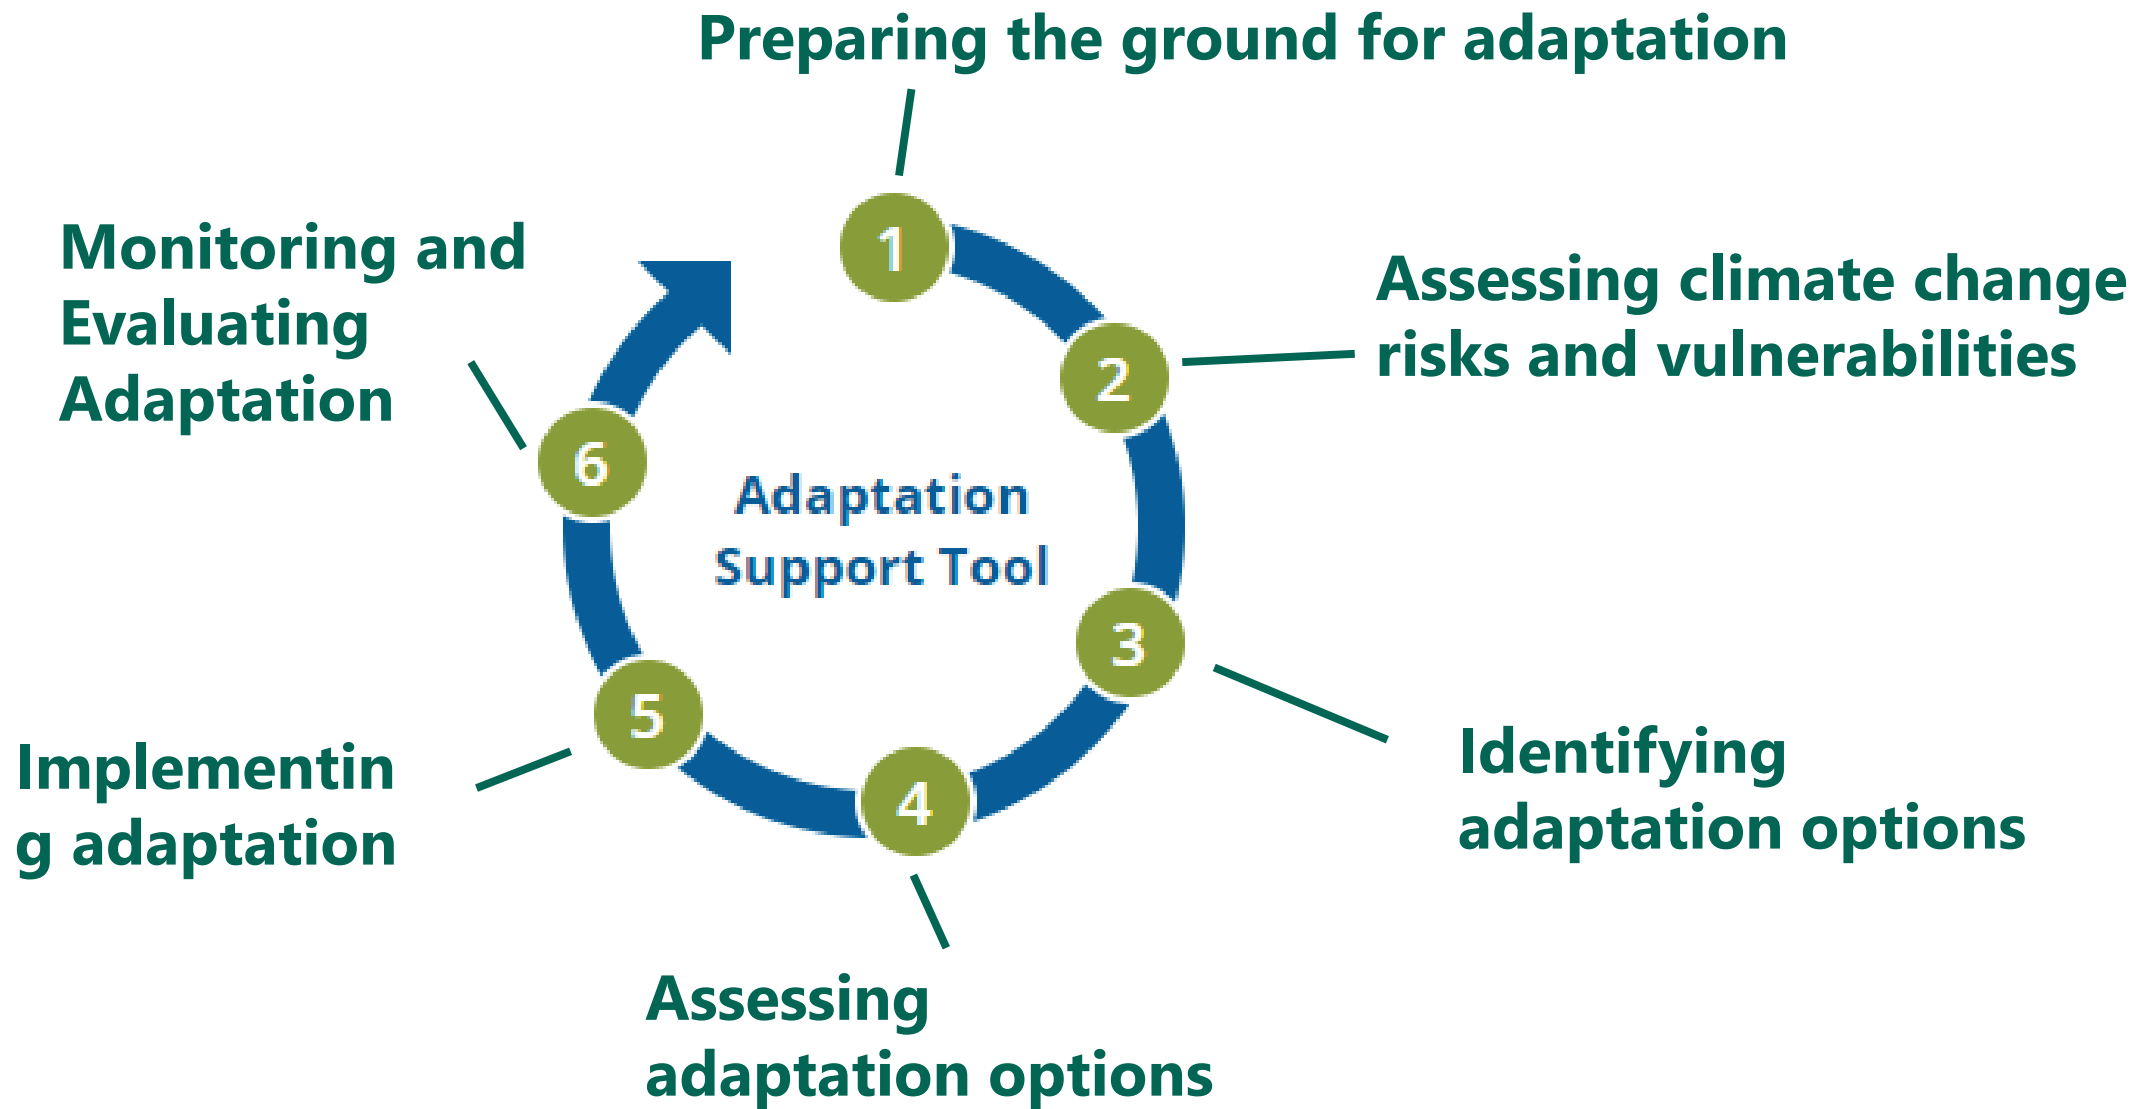 Preparing the ground for adaptation
1
2
3
4
5
6
Adaptation
Support Tool
Assessing climate change
risks and vulnerabilities
Identifying
adaptation options
Assessing
adaptation options
Implementin
g adaptation
Monitoring and
Evaluating
Adaptation